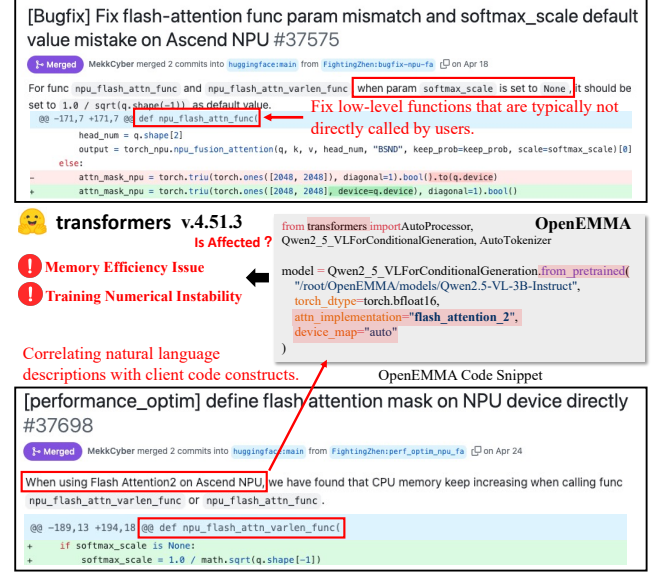 [Bugfix] Fix flash-attention func param mismatch and softmax_scale default
value mistake on Ascend NPU #37575
Merged MekkCyber merged 2 commits into huggingface:main from FightingZhen:bugfix-npu-fa on Apr 18
For func npu_flash_attn_func and npu_flash_attn_varlen_func when param softmax_scale is set to None, it should be
set to 1.0 / sqrt(q.shape(-1)) as default value.
@@ -171,7 +171,7 @@ def npu_flash_attn_func(
Fix low-level functions that are typically not
directly called by users.
head_num = q.shape[2]
output = torch_npu.npu_fusion_attention(q, k, v, head_num, "BSND", keep_prob=keep_prob, scale=softmax_scale)[0]
else:
- attn_mask_npu = torch.triu(torch.ones([2048, 2048]), diagonal=1).bool().to(q.device)
+ attn_mask_npu = torch.triu(torch.ones([2048, 2048], device=q.device), diagonal=1).bool()
transformers v.4.51.3
Is Affected ?
! Memory Efficiency Issue
! Training Numerical Instability
OpenEMMA
from transformers importAutoProcessor,
Qwen2_5_VLForConditionalGeneration, AutoTokenizer
model = Qwen2_5_VLForConditionalGeneration.from_pretrained(
"/root/OpenEMMA/models/Qwen2.5-VL-3B-Instruct",
torch_dtype=torch.bfloat16,
attn_implementation="flash_attention_2",
device_map="auto"
)
Correlating natural language
descriptions with client code constructs.
OpenEMMA Code Snippet
[performance_optim] define flash attention mask on NPU device directly
#37698
Merged MekkCyber merged 2 commits into huggingface:main from FightingZhen:perf_optim_npu_fa on Apr 24
When using Flash Attention2 on Ascend NPU, we have found that CPU memory keep increasing when calling func
npu_flash_attn_varlen_func or npu_flash_attn_func .
@@ -189,13 +194,18 @@ def npu_flash_attn_varlen_func(
+ if softmax_scale is None:
+ softmax_scale = 1.0 / math.sqrt(q.shape[-1])